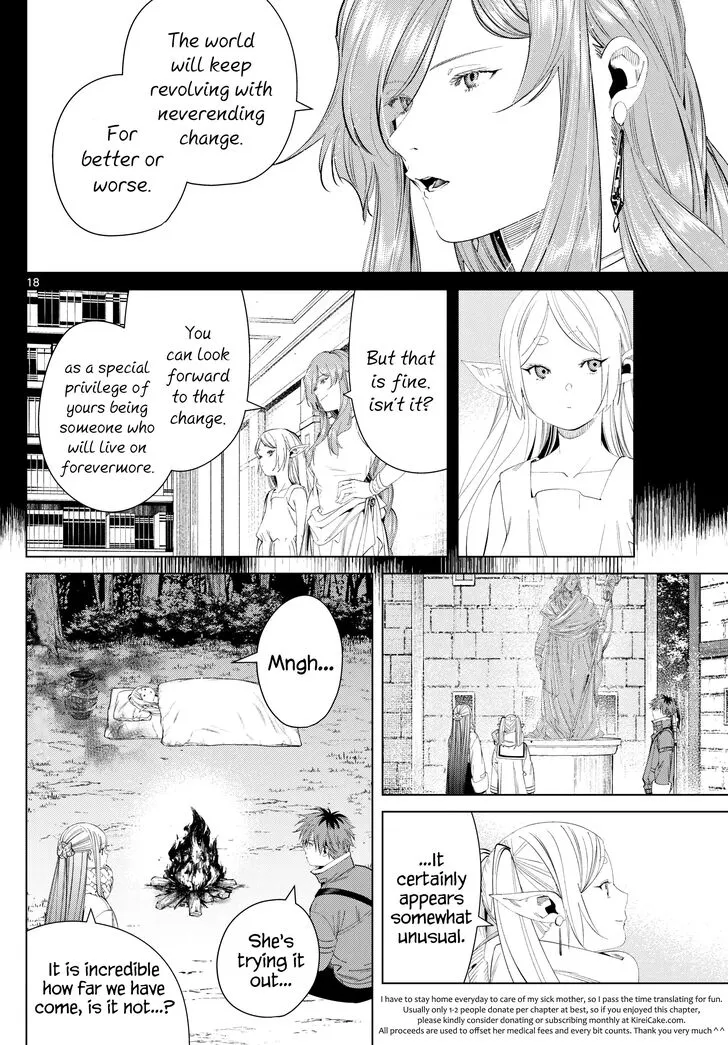 The world
will keep
revolving with
neverending
change.
For
better or
worse.
18
But that
is fine.
isn't it?
You
can look
forward
to that
change.
as a special
privilege of
yours being
someone who
will live on
forevermore.
...It
certainly
appears
somewhat
unusual.
Mngh...
She's
trying it
out...
It is incredible
how far we have
come, is it not...?
I have to stay home everyday to care of my sick mother, so I pass the time translating for fun.
Usually only 1-2 people donate per chapter at best, so if you enjoyed this chapter,
please kindly consider donating or subscribing monthly at KireiCake.com
All proceeds are used to offset her medical fees and every bit counts. Thank you very much ^^